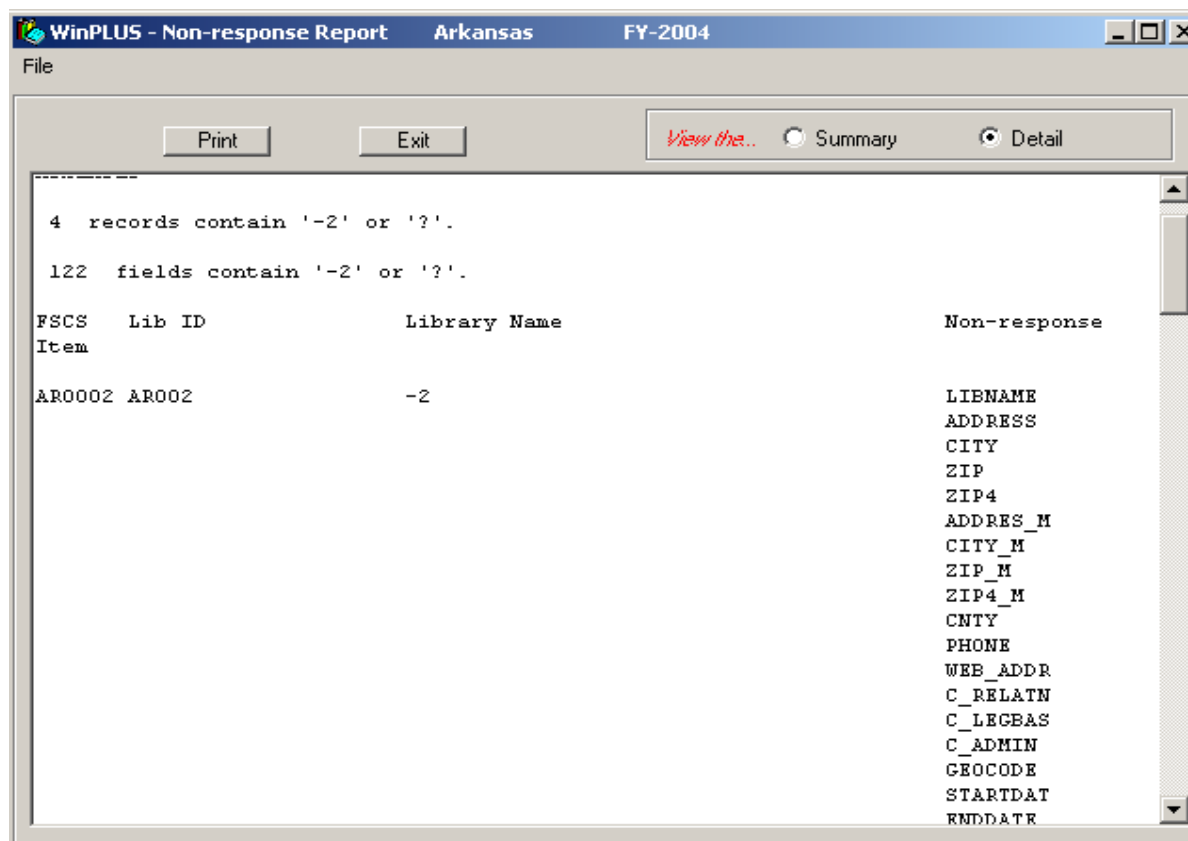 WinPLUS - Non-response Report Arkansas FY-2004
File
Print Exit View the... Summary Detail
4 records contain '-2' or '?'.
122 fields contain '-2' or '?'.
FSCS Lib ID Library Name Non-response
Item
AR0002 AR002 -2 LIBNAME
ADDRESS
CITY
ZIP
ZIP4
ADDRES_M
CITY_M
ZIP_M
ZIP4_M
CNTY
PHONE
WEB_ADDR
C_RELATN
C_LEGBAS
C_ADMIN
GEOCODE
STARTDAT
ENDDATE